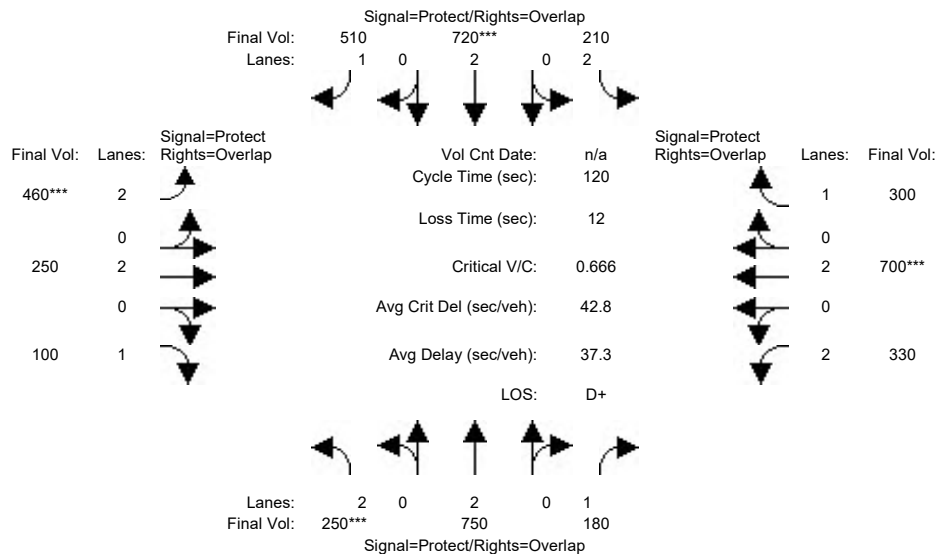 Signal=Protect/Rights=Overlap
Final Vol: 510 720*** 210
Lanes: 1 0 2 0 2
Signal=Protect
Final Vol: Lanes: Rights=Overlap
Vol Cnt Date: n/a
Signal=Protect
Rights=Overlap Lanes: Final Vol:
Cycle Time (sec): 120
460*** 2
1 300
Loss Time (sec): 12
0
0
250 2
Critical V/C: 0.666
2 700***
0
Avg Crit Del (sec/veh): 42.8
0
100 1
Avg Delay (sec/veh): 37.3
2 330
LOS: D+
Lanes: 2 0 2 0 1
Final Vol: 250*** 750 180
Signal=Protect/Rights=Overlap